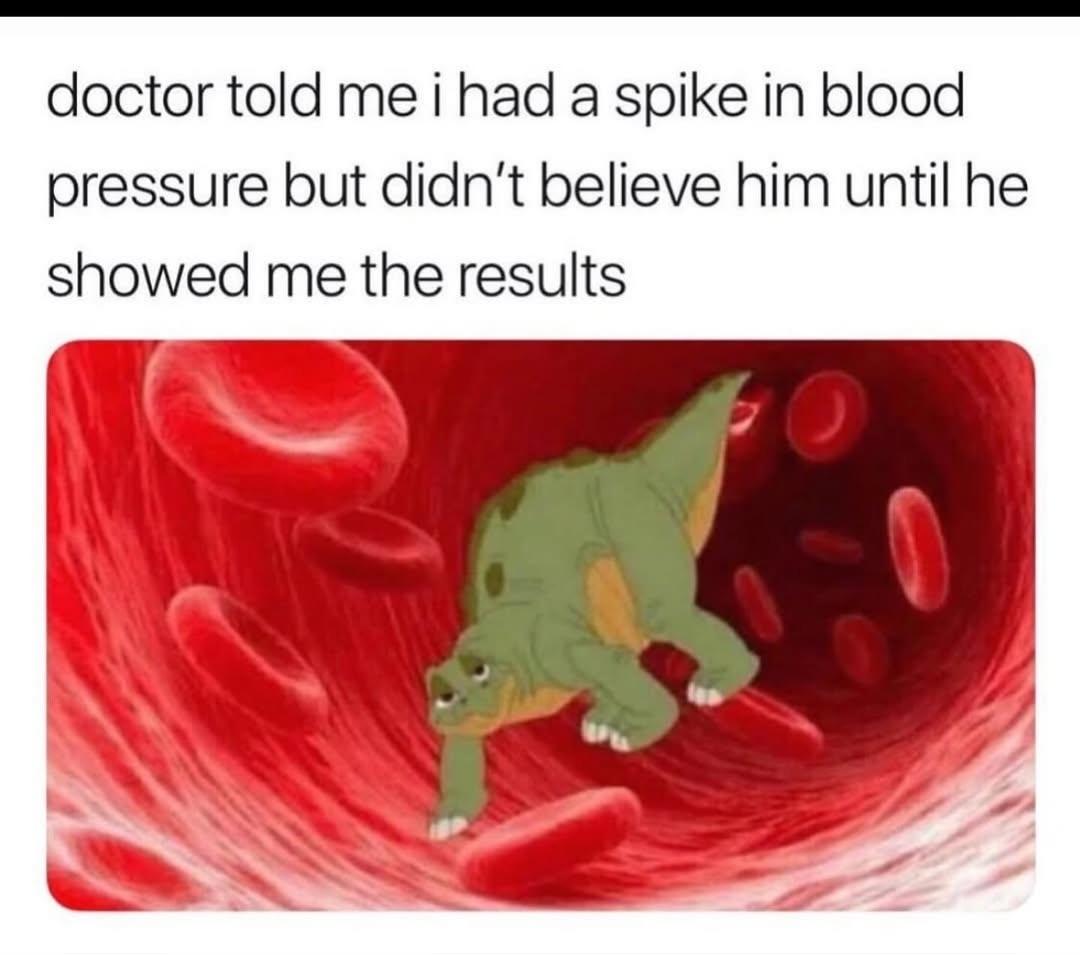 doctor told me i had a spike in blood
pressure but didn't believe him until he
showed me the results